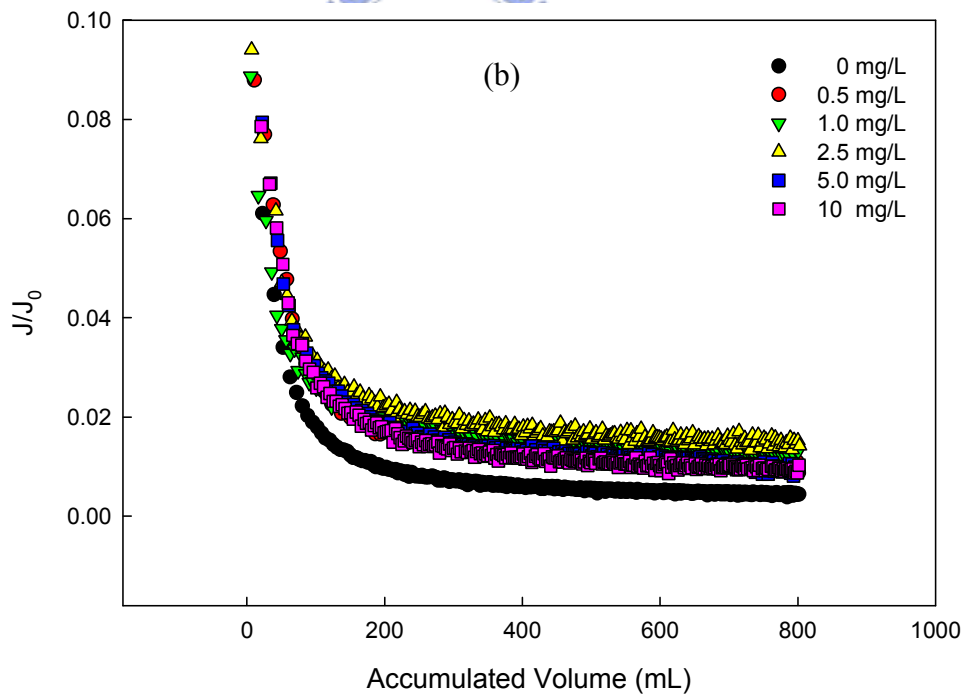 (b)
0 mg/L
0.5 mg/L
1.0 mg/L
2.5 mg/L
5.0 mg/L
10 mg/L
J/J0
0.10
0.08
0.06
0.04
0.02
0.00
0 200 400 600 800 1000
Accumulated Volume (mL)